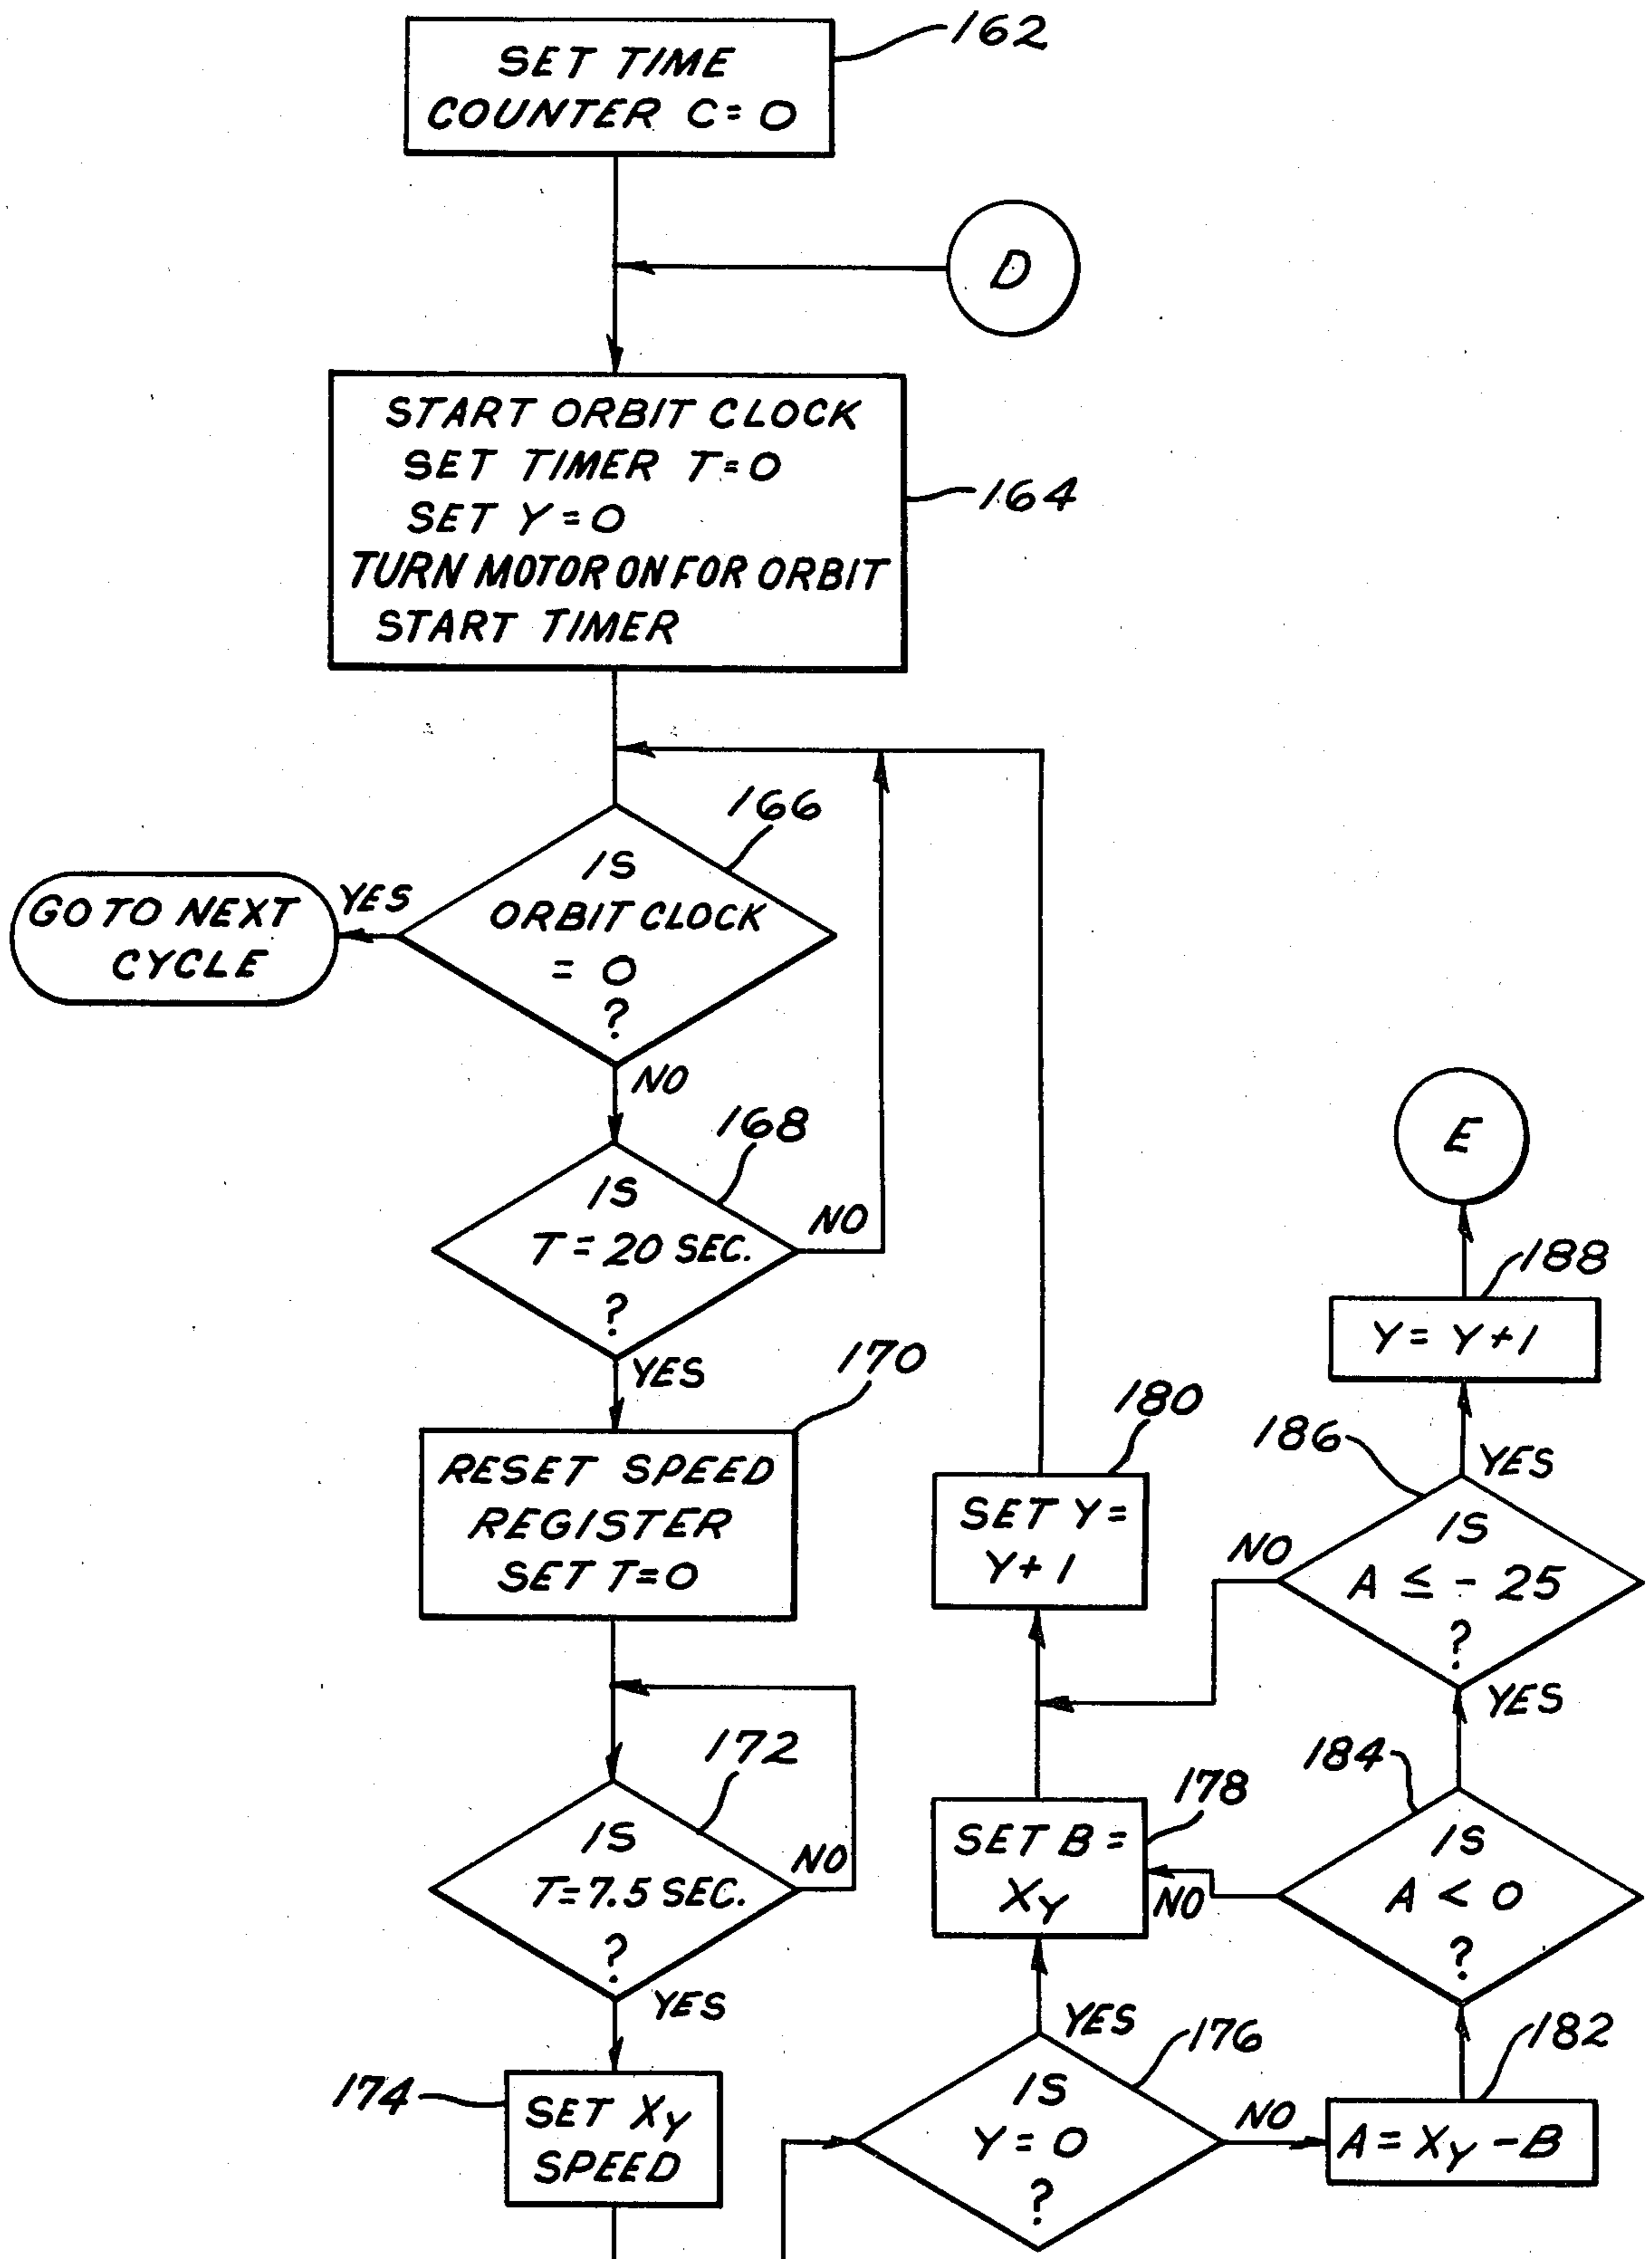 162
SET TIME
COUNTER C=0
D
START ORBIT CLOCK
SET TIMER T=0
SET Y=0
TURN MOTOR ON FOR ORBIT
START TIMER
164
166
IS
ORBIT CLOCK
= 0
?
YES
GO TO NEXT
CYCLE
NO
168
IS
T=20 SEC.
?
NO
YES
170
RESET SPEED
REGISTER
SET T=0
172
IS
T=7.5 SEC.
?
NO
YES
174
SET XY
SPEED
176
IS
Y=0
?
YES
NO
178
SET B=
XY
180
SET Y=
Y+1
182
A=XY-B
184
IS
A < 0
?
NO
YES
186
IS
A ≤ - 25
?
NO
YES
188
Y=Y+1
E